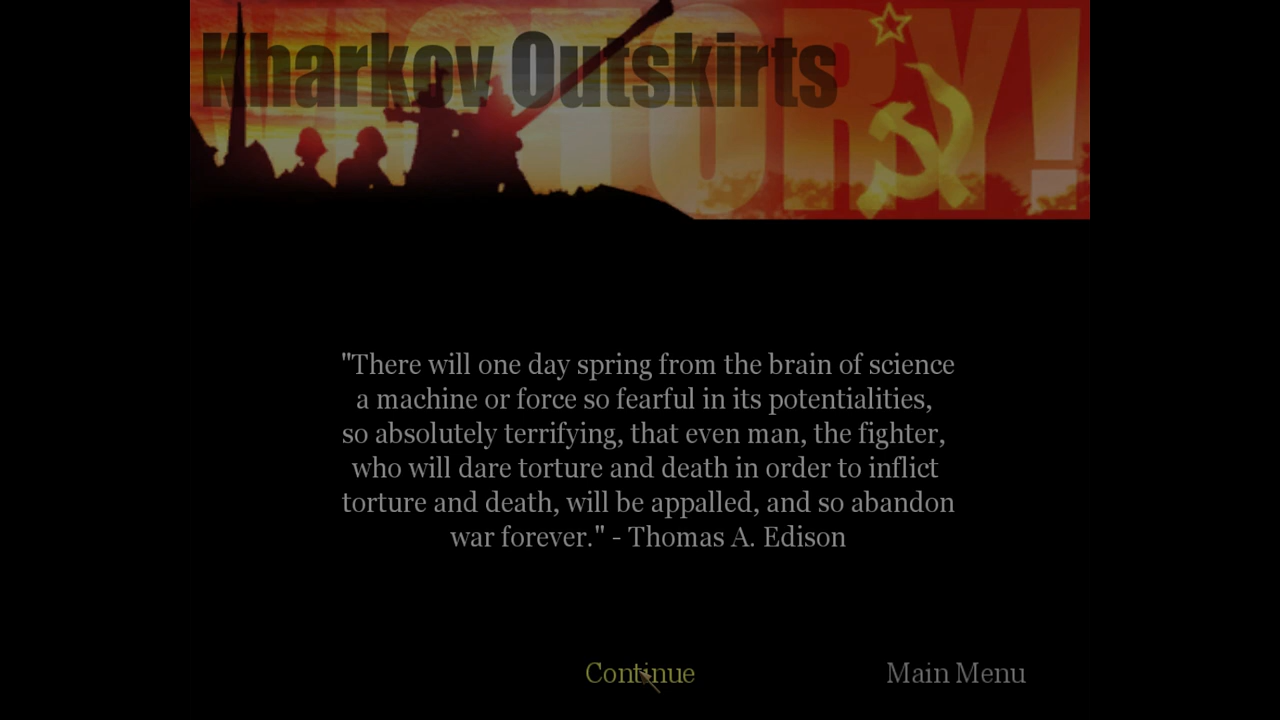 VICTORY!
Kharkov Outskirts
"There will one day spring from the brain of science
a machine or force so fearful in its potentialities,
so absolutely terrifying, that even man, the fighter,
who will dare torture and death in order to inflict
torture and death, will be appalled, and so abandon
war forever." - Thomas A. Edison
Continue
Main Menu